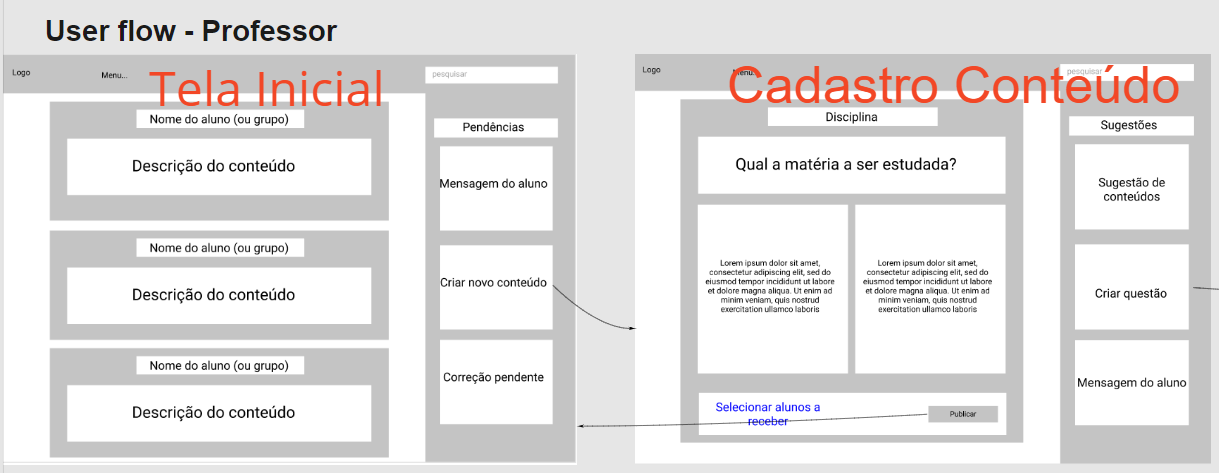 User flow - Professor
Logo
Menu...
Tela Inicial
pesquisar
Nome do aluno (ou grupo)
Descrição do conteúdo
Nome do aluno (ou grupo)
Descrição do conteúdo
Nome do aluno (ou grupo)
Descrição do conteúdo
Pendências
Mensagem do aluno
Criar novo conteúdo
Correção pendente
Logo
Menu...
Cadastro Conteúdo
pesquisar
Disciplina
Qual a matéria a ser estudada?
Lorem ipsum dolor sit amet,
consectetur adipiscing elit, sed do
eiusmod tempor incididunt ut labore
et dolore magna aliqua. Ut enim ad
minim veniam, quis nostrud
exercitation ullamco laboris
Lorem ipsum dolor sit amet,
consectetur adipiscing elit, sed do
eiusmod tempor incididunt ut labore
et dolore magna aliqua. Ut enim ad
minim veniam, quis nostrud
exercitation ullamco laboris
Selecionar alunos a
receber
Publicar
Sugestões
Sugestão de
conteúdos
Criar questão
Mensagem do aluno